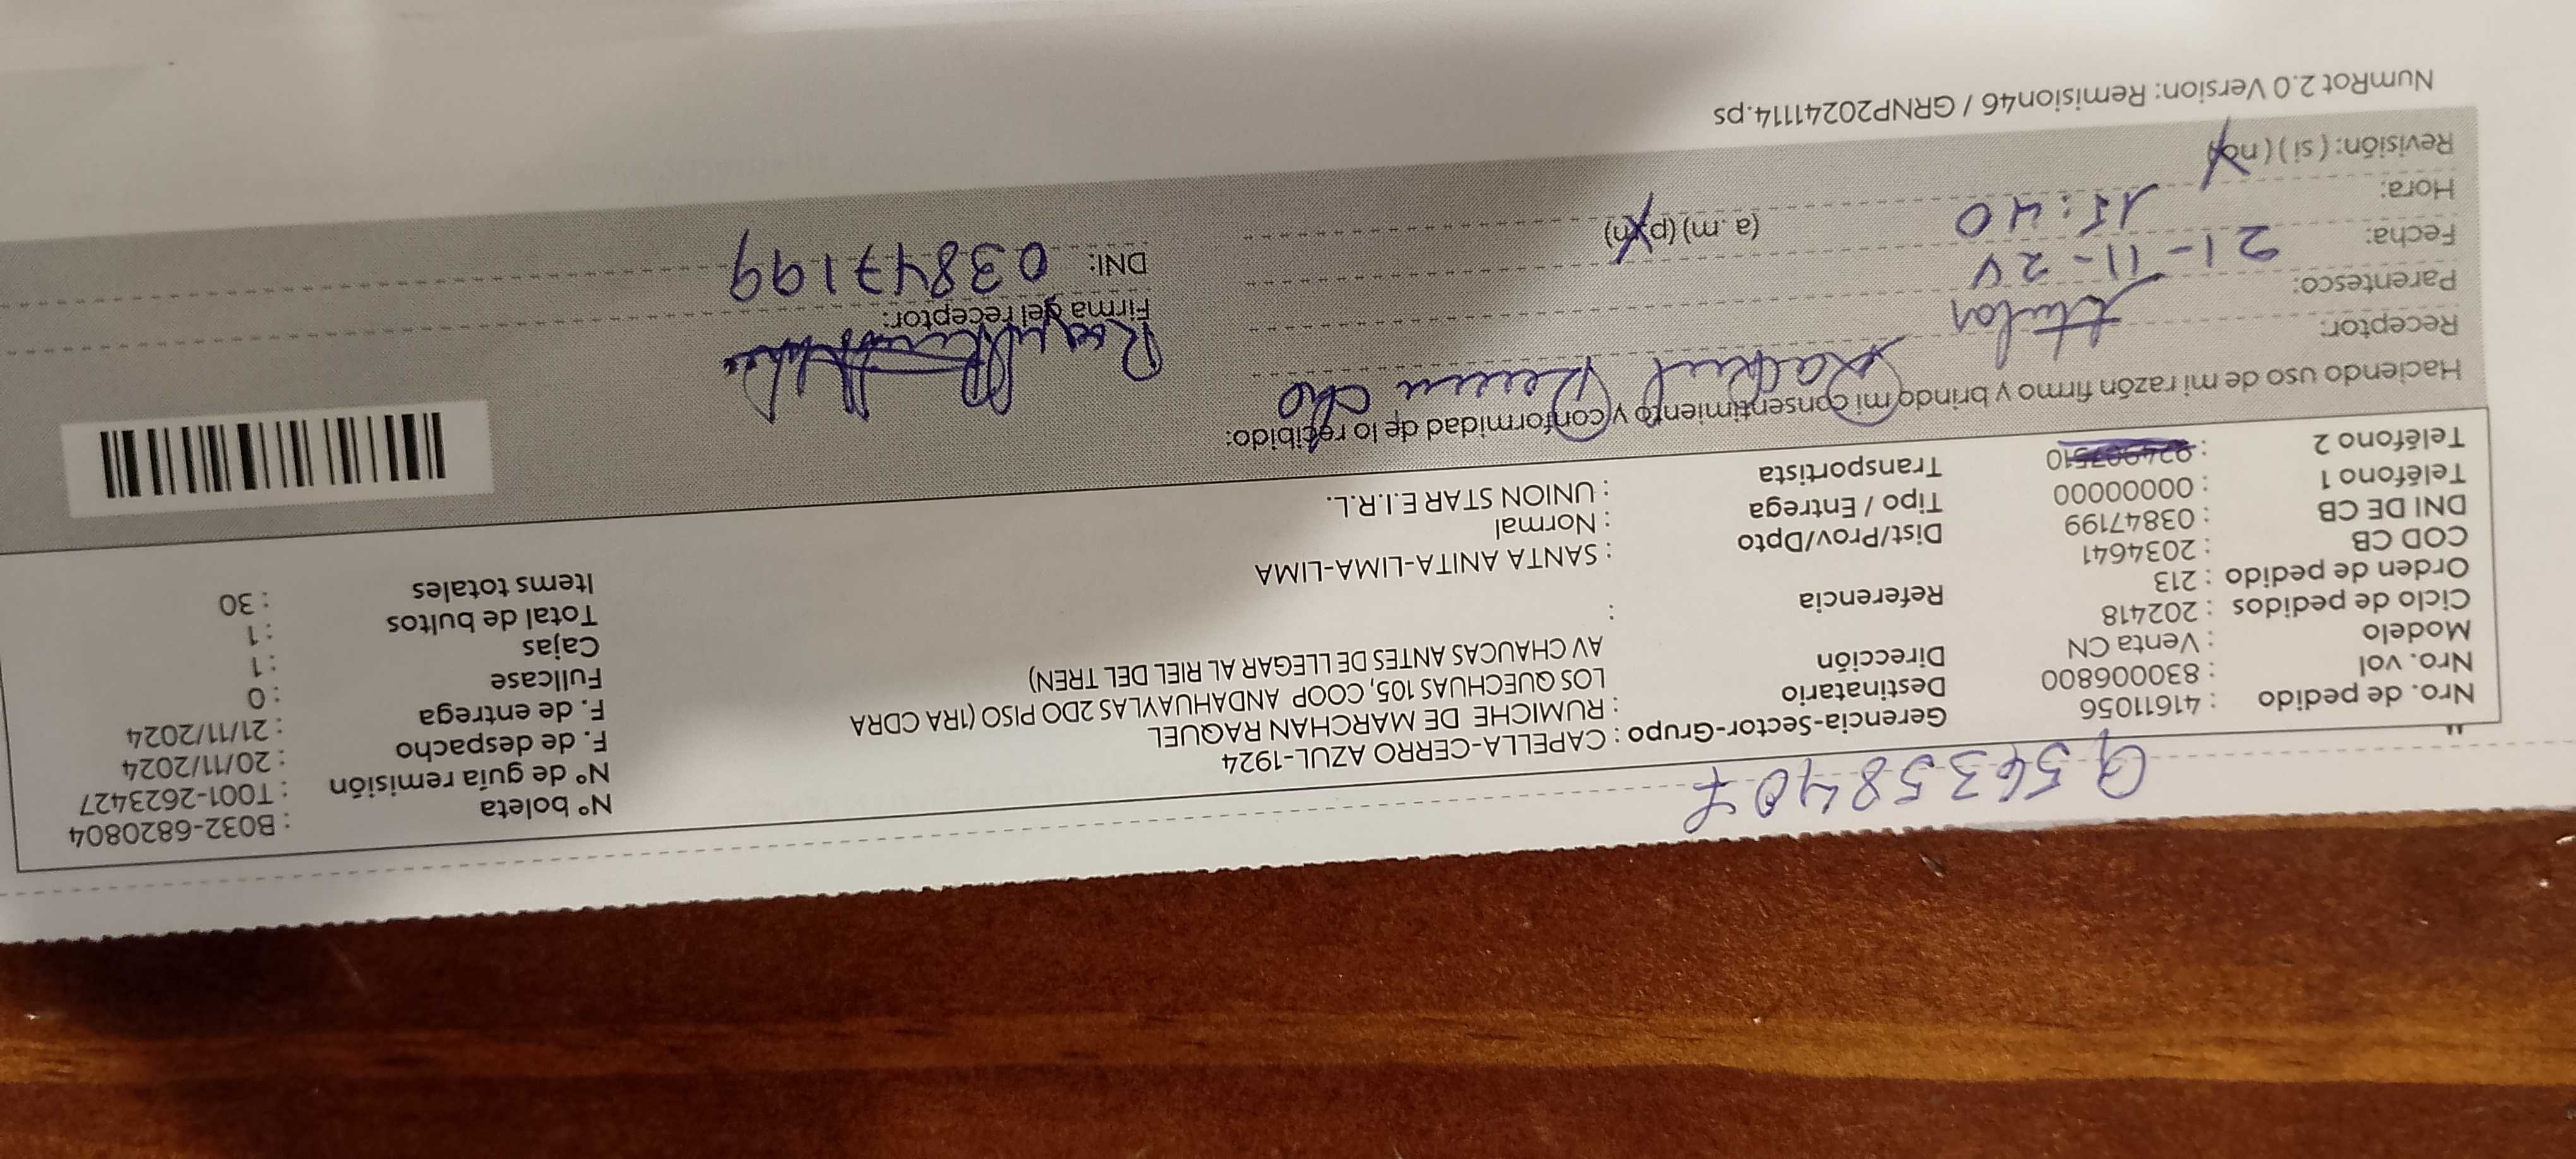 956358407
Nro. de pedido : 41611056
Nro. vol : 830006800
Modelo : Venta CN
Ciclo de pedidos : 202418
Orden de pedido : 213
COD CB : 2034641
DNI DE CB : 03847199
Teléfono 1 : 00000000
Teléfono 2 :
Gerencia-Sector-Grupo : CAPELLA-CERRO AZUL-1924
Destinatario : RUMICHE DE MARCHAN RAQUEL
Dirección LOS QUECHUAS 105, COOP ANDAHUAYLAS 2DO PISO (1RA CDRA
AV CHAUCAS ANTES DE LLEGAR AL RIEL DEL TREN)
Referencia :
Dist/Prov/Dpto : SANTA ANITA-LIMA-LIMA
Tipo / Entrega : Normal
Transportista : UNION STAR E.I.R.L.
N° boleta : B032-6820804
N° de guía remisión : T001-2623427
F. de despacho : 20/11/2024
F. de entrega : 21/11/2024
Fullcase : 0
Cajas : 1
Total de bultos : 1
Items totales : 30
Haciendo uso de mi razón firmo y brindo mi consentimiento y conformidad de lo recibido:
Receptor: Raquel
Parentesco: titular
Fecha: 21-11-24
Hora: 15:40 (a.m) (p.m)
Revisión: (si) (no)
Firma del receptor:
DNI: 03847199
NumRot 2.0 Version: Remision46 / GRNP20241114.ps